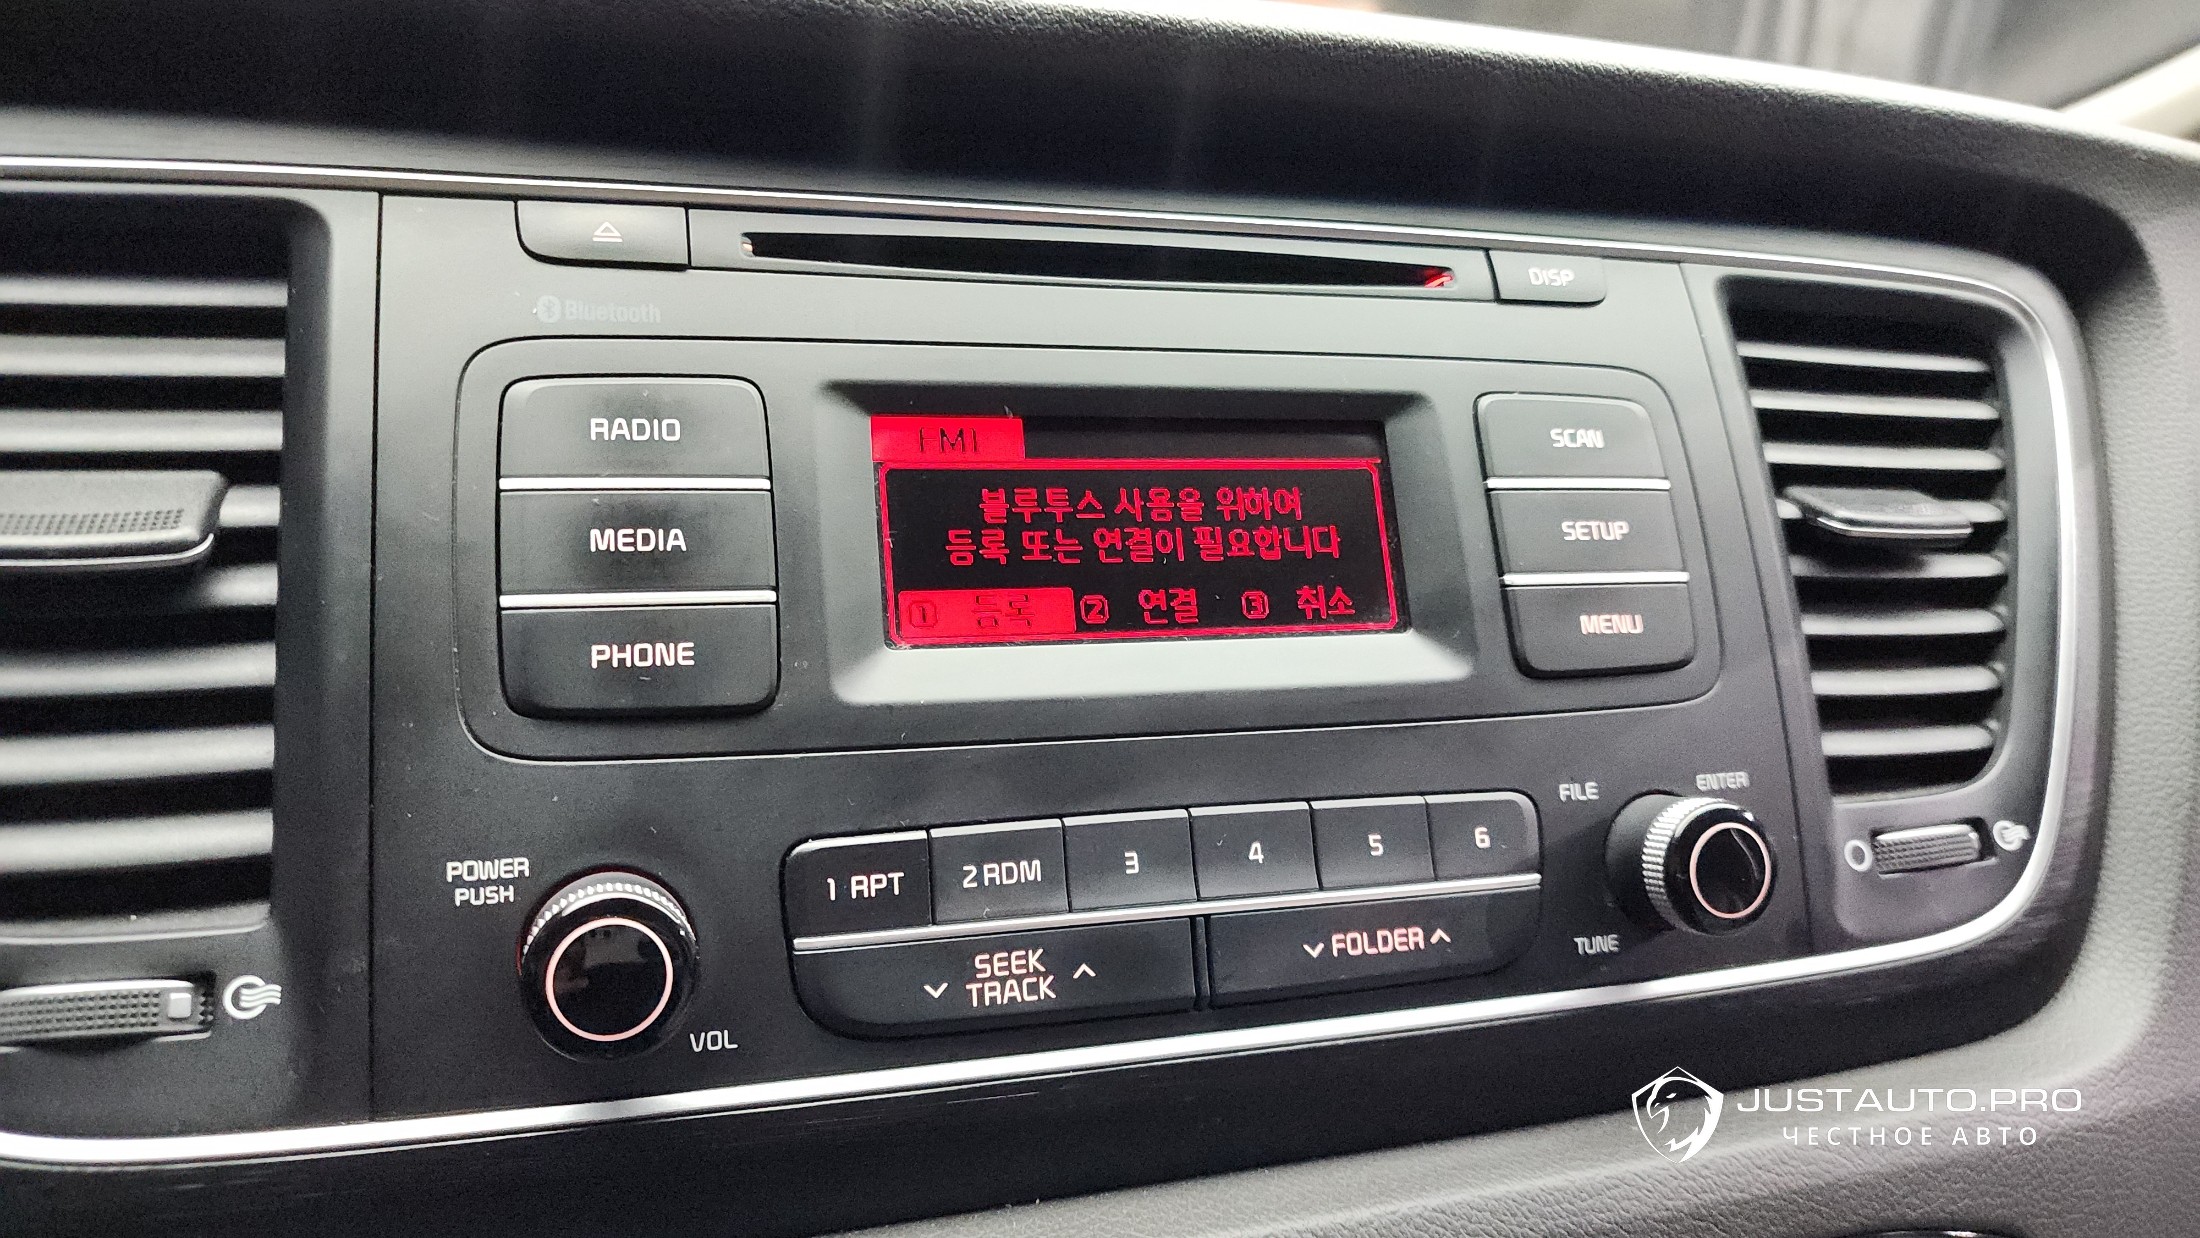 DISP
Bluetooth
RADIO
MEDIA
PHONE
FM1
블루투스 사용을 위하여
등록 또는 연결이 필요합니다
1 등록 2 연결 3 취소
SCAN
SETUP
MENU
POWER
PUSH
VOL
1 RPT
2 RDM
3
4
5
6
SEEK
TRACK
FOLDER
FILE
ENTER
TUNE
JUSTAUTO.PRO
ЧЕСТНОЕ АВТО